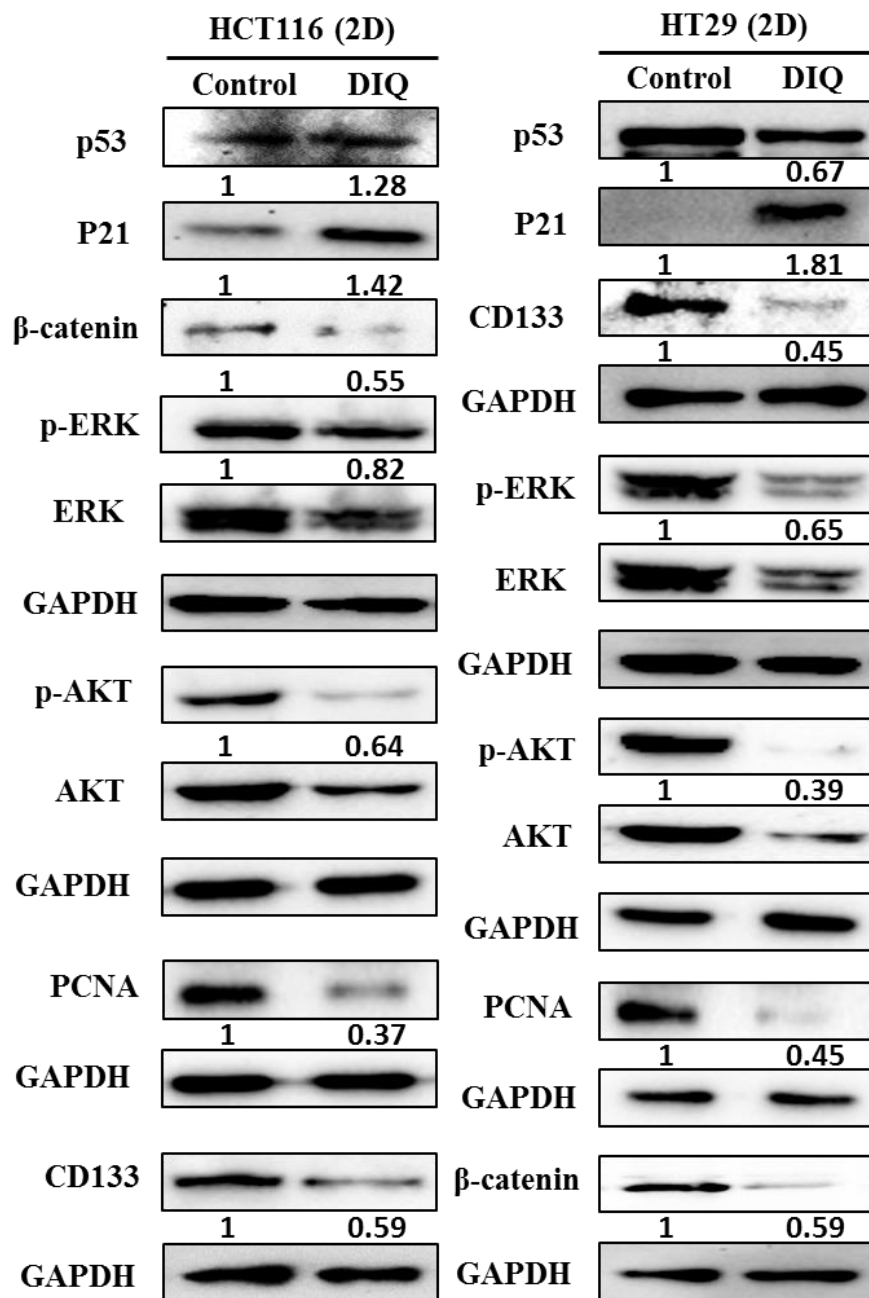 HCT116 (2D)
Control DIQ
p53
1 1.28
P21
1 1.42
β-catenin
1 0.55
p-ERK
1 0.82
ERK
GAPDH
p-AKT
1 0.64
AKT
GAPDH
PCNA
1 0.37
GAPDH
CD133
1 0.59
GAPDH
HT29 (2D)
Control DIQ
p53
1 0.67
P21
1 1.81
CD133
1 0.45
GAPDH
p-ERK
1 0.65
ERK
GAPDH
p-AKT
1 0.39
AKT
GAPDH
PCNA
1 0.45
GAPDH
β-catenin
1 0.59
GAPDH